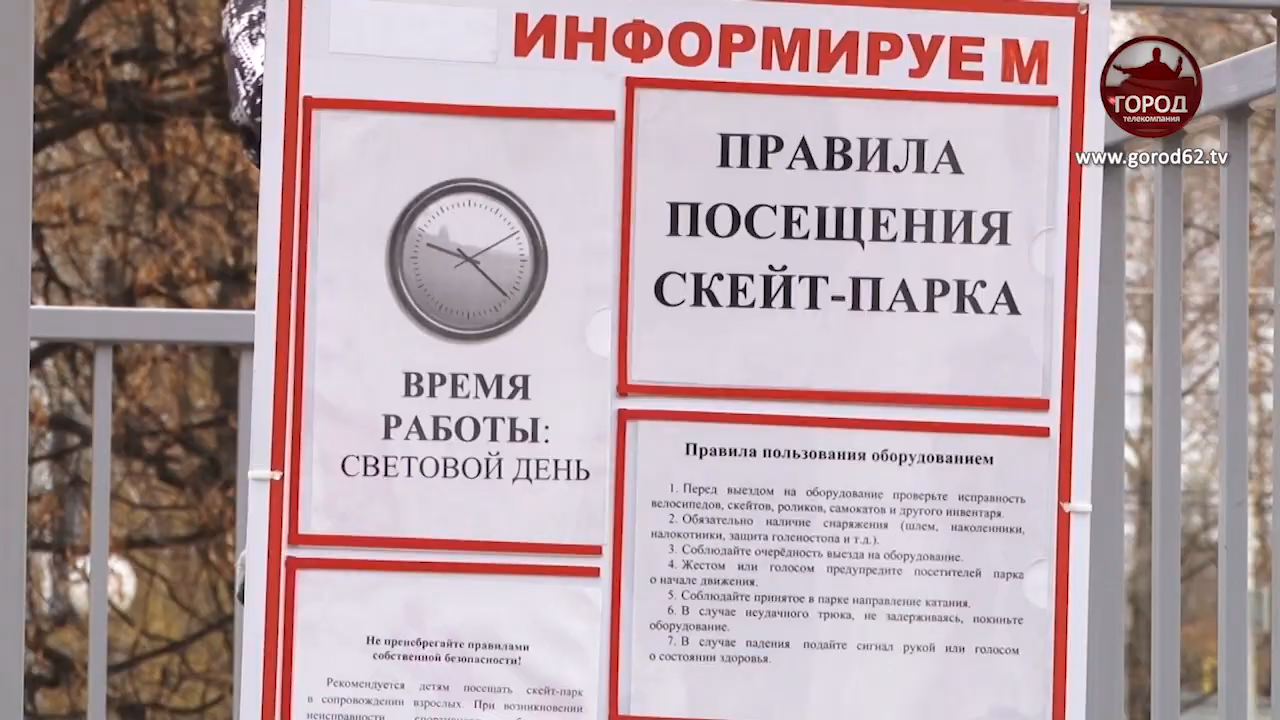 ИНФОРМИРУЕМ
ГОРОД
телекомпания
www.gorod62.tv
ВРЕМЯ
РАБОТЫ:
СВЕТОВОЙ ДЕНЬ
ПРАВИЛА
ПОСЕЩЕНИЯ
СКЕЙТ-ПАРКА
Правила пользования оборудованием
1. Перед выездом на оборудование проверьте исправность
велосипедов, скейтов, роликов, самокатов и другого инвентаря.
2. Обязательно наличие снаряжения (шлем, наколенники,
налокотники, защита голеностопа и т.д.).
3. Соблюдайте очерёдность выезда на оборудование.
4. Жестом или голосом предупредите посетителей парка
о начале движения.
5. Соблюдайте принятое в парке направление катания.
6. В случае неудачного трюка, не задерживаясь, покиньте
оборудование.
7. В случае падения подайте сигнал рукой или голосом
о состоянии здоровья.
Не пренебрегайте правилами
собственной безопасности!
Рекомендуется детям посещать скейт-парк
в сопровождении взрослых. При возникновении
неисправности